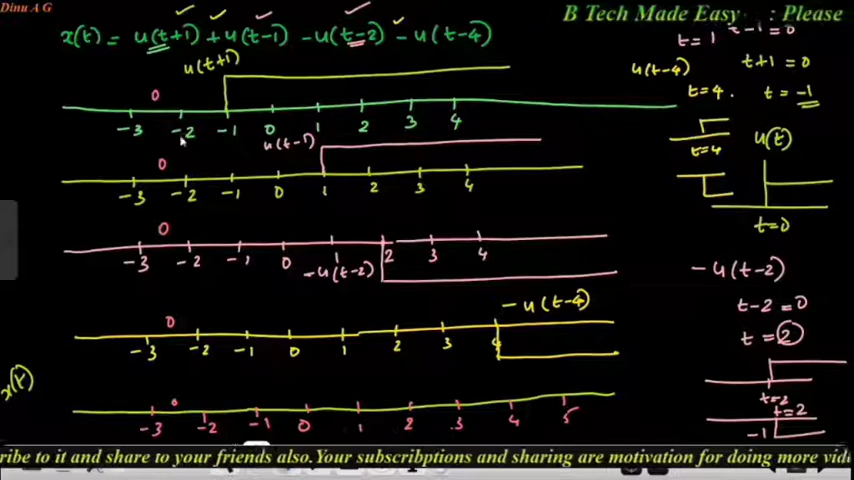 Dinu A G
B Tech Made Easy : Please
x(t) = u(t+1) + u(t-1) - u(t-2) - u(t-4)
t=1 t-1=0
u(t+1)
u(t-4)
t+1=0
t=4. t=-1
0
-3 -2 -1 0 1 2 3 4
u(t-1)
t=4
u(t)
0
-3 -2 -1 0 1 2 3 4
t=0
0
-3 -2 -1 0 1 2 3 4
-u(t-2)
-u(t-2)
t-2=0
t=2
-u(t-4)
0
-3 -2 -1 0 1 2 3 4
x(t)
t=2
t=2
-1
0
-3 -2 -1 0 1 2 3 4 5
ribe to it and share to your friends also.Your subscribptions and sharing are motivation for doing more vid